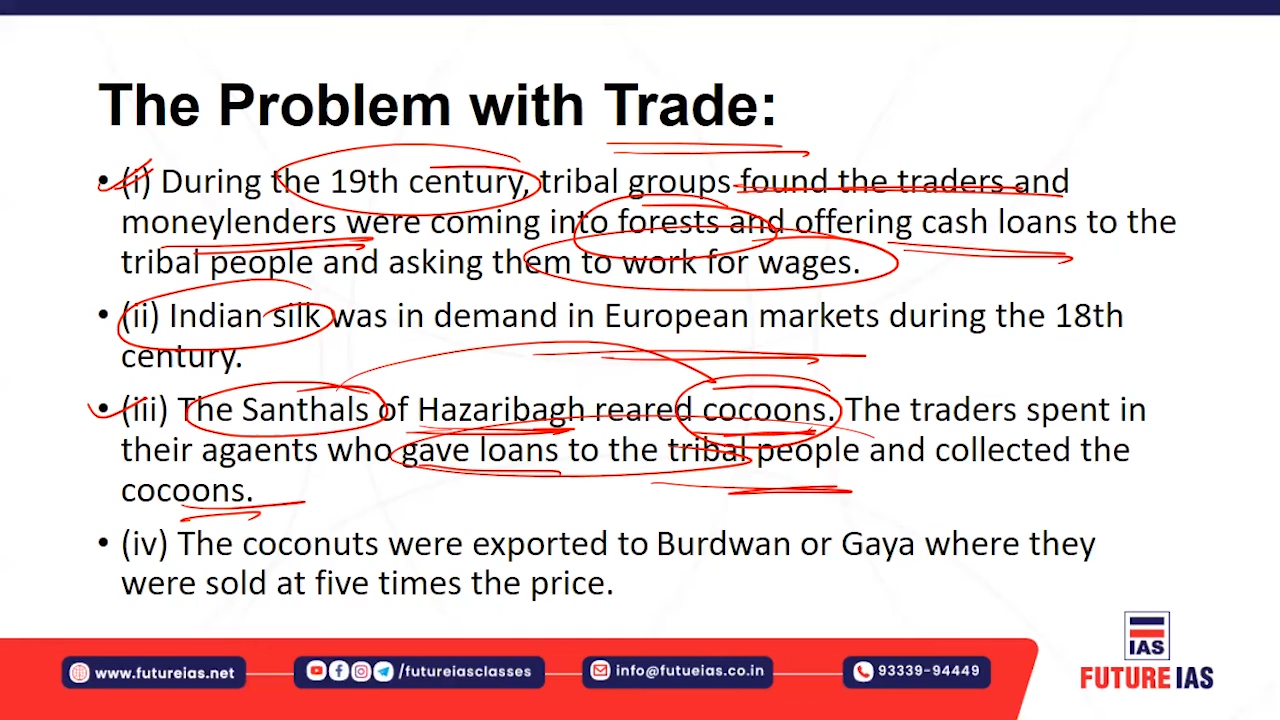 The Problem with Trade:
• (i) During the 19th century, tribal groups found the traders and
moneylenders were coming into forests and offering cash loans to the
tribal people and asking them to work for wages.
• (ii) Indian silk was in demand in European markets during the 18th
century.
• (iii) The Santhals of Hazaribagh reared cocoons. The traders spent in
their agaents who gave loans to the tribal people and collected the
cocoons.
• (iv) The coconuts were exported to Burdwan or Gaya where they
were sold at five times the price.
IAS
www.futureias.net
/futureiasclasses
info@futueias.co.in
93339-94449
FUTURE IAS